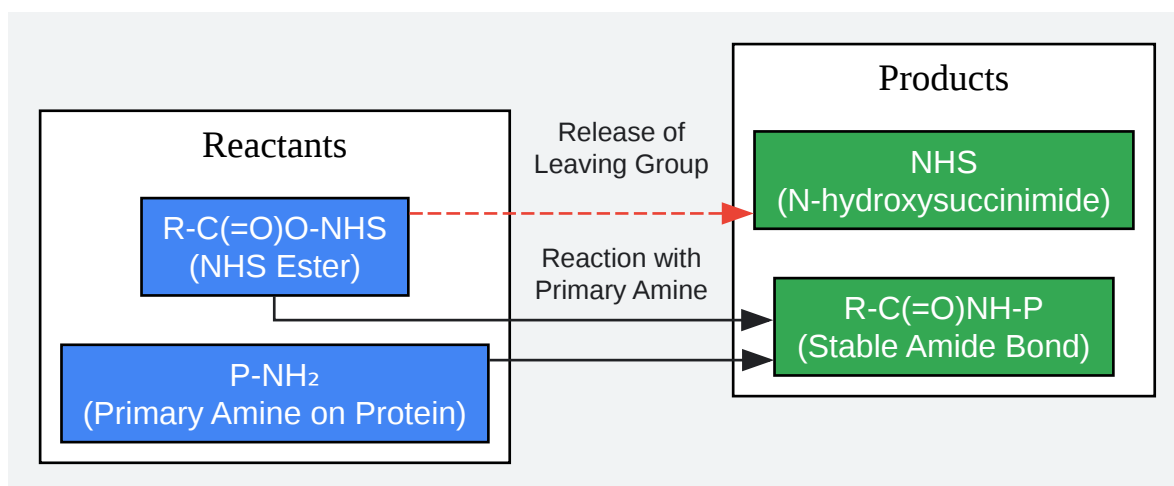 Reactants
R-C(=O)O-NHS
(NHS Ester)
P-NH₂
(Primary Amine on Protein)
Release of
Leaving Group
Reaction with
Primary Amine
Products
NHS
(N-hydroxysuccinimide)
R-C(=O)NH-P
(Stable Amide Bond)